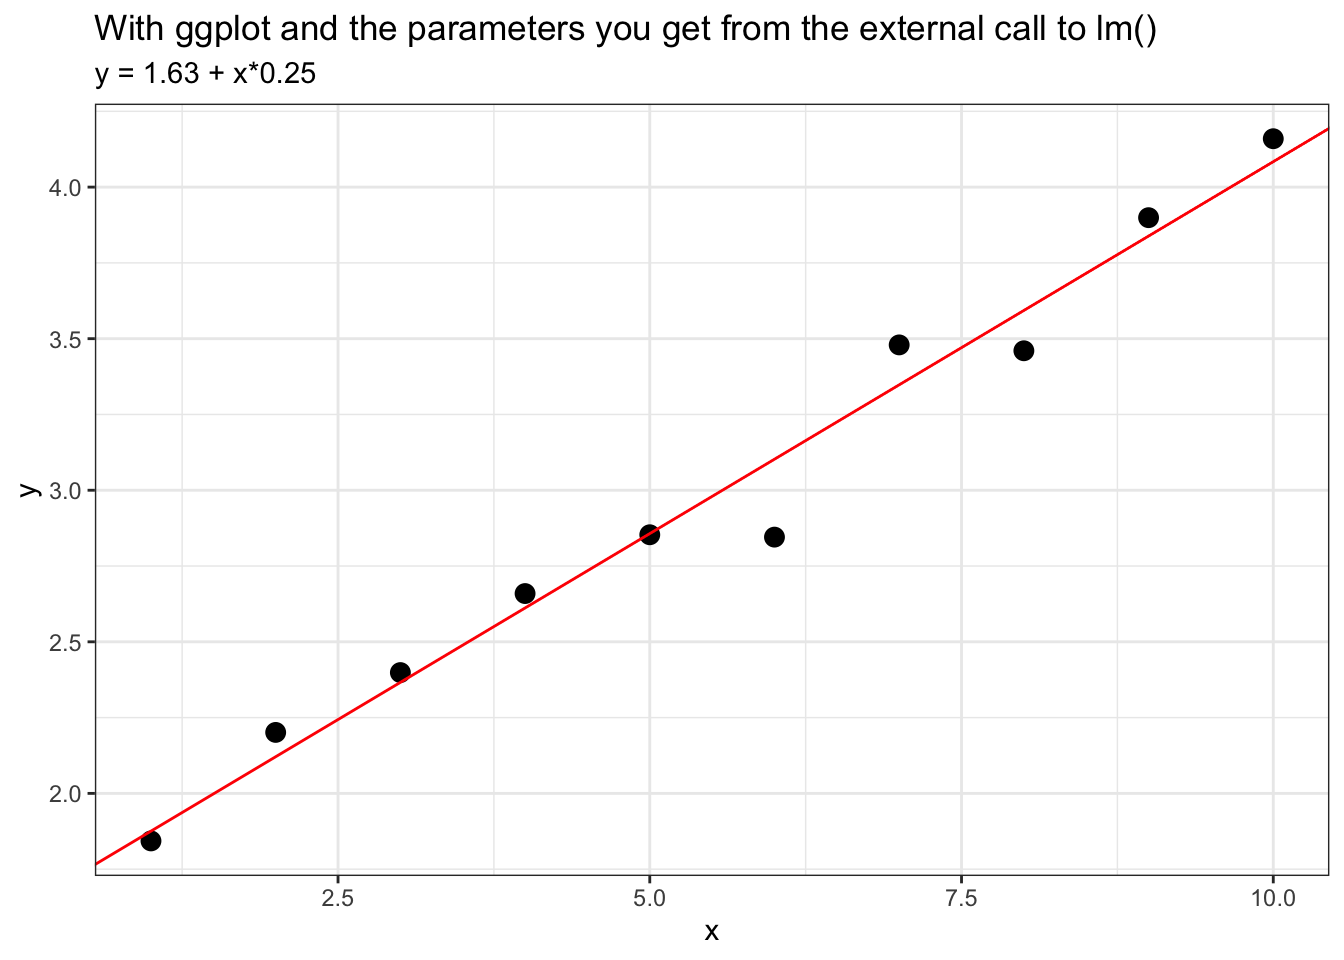 With ggplot and the parameters you get from the external call to lm()
y = 1.63 + x*0.25
4.0
3.5
3.0
2.5
2.0
y
2.5 5.0 7.5 10.0
x